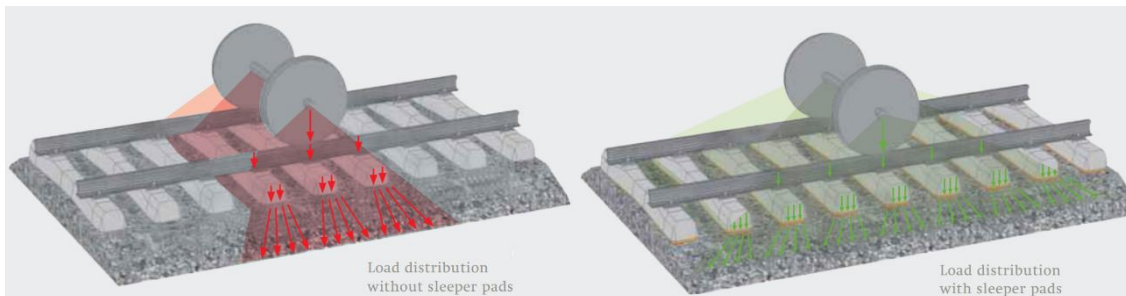 Load distribution
without sleeper pads
Load distribution
with sleeper pads